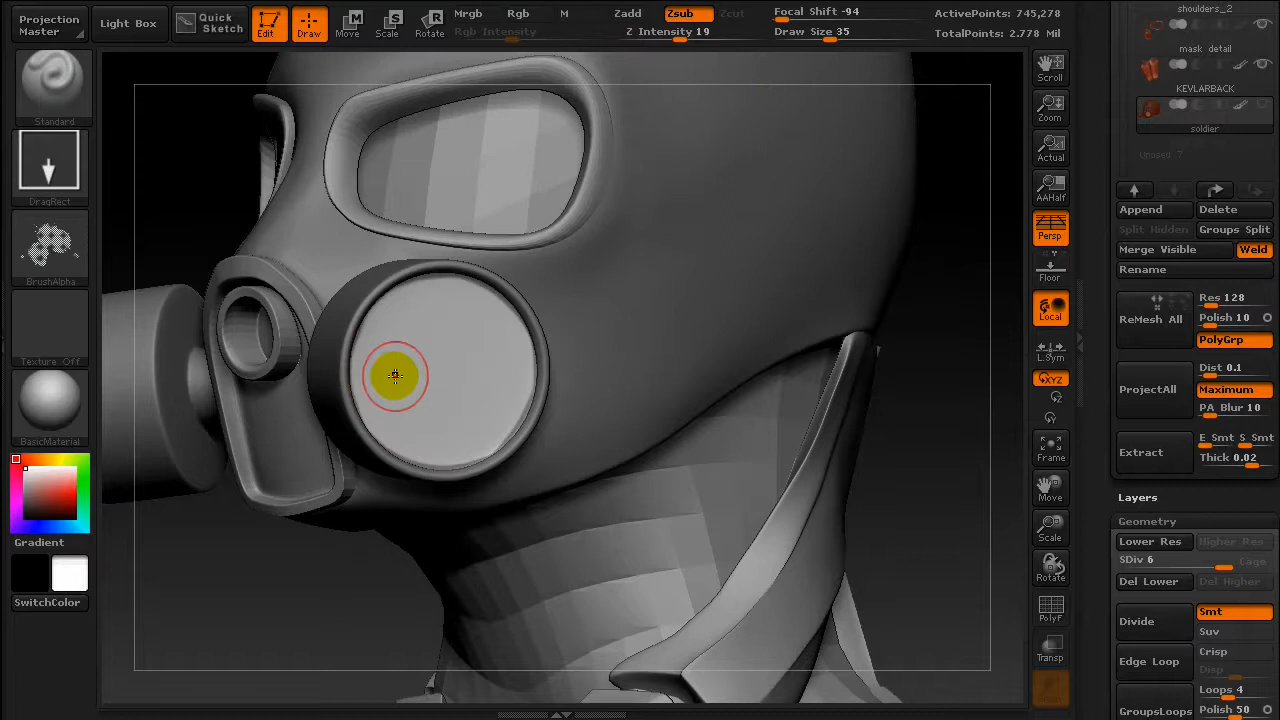 Projection
Master
Light Box
Quick
Sketch
Edit
Draw
Move
Scale
Rotate
Mrgb
Rgb
M
Rgb Intensity
Zadd
Zsub
Zcut
Z Intensity 19
Focal Shift -94
Draw Size 35
ActivePoints: 745,278
TotalPoints: 2.778 Mil
Standard
DragRect
BrushAlpha
Texture Off
BasicMaterial
Gradient
SwitchColor
Scroll
Zoom
Actual
AAHalf
Persp
Floor
Local
L.Sym
XYZ
Frame
Move
Scale
Rotate
PolyF
Transp
shoulders_2
mask_detail
KEVLARBACK
soldier
Unused 7
Append
Delete
Split Hidden
Groups Split
Merge Visible
Weld
Rename
ReMesh All
Res 128
Polish 10
PolyGrp
ProjectAll
Dist 0.1
Maximum
PA Blur 10
Extract
E Smt S Smt
Thick 0.02
Layers
Geometry
Lower Res
Higher Res
SDiv 6
Cage
Del Lower
Del Higher
Divide
Smt
Suv
Edge Loop
Crisp
Disp
GroupsLoops
Loops 4
Polish 50